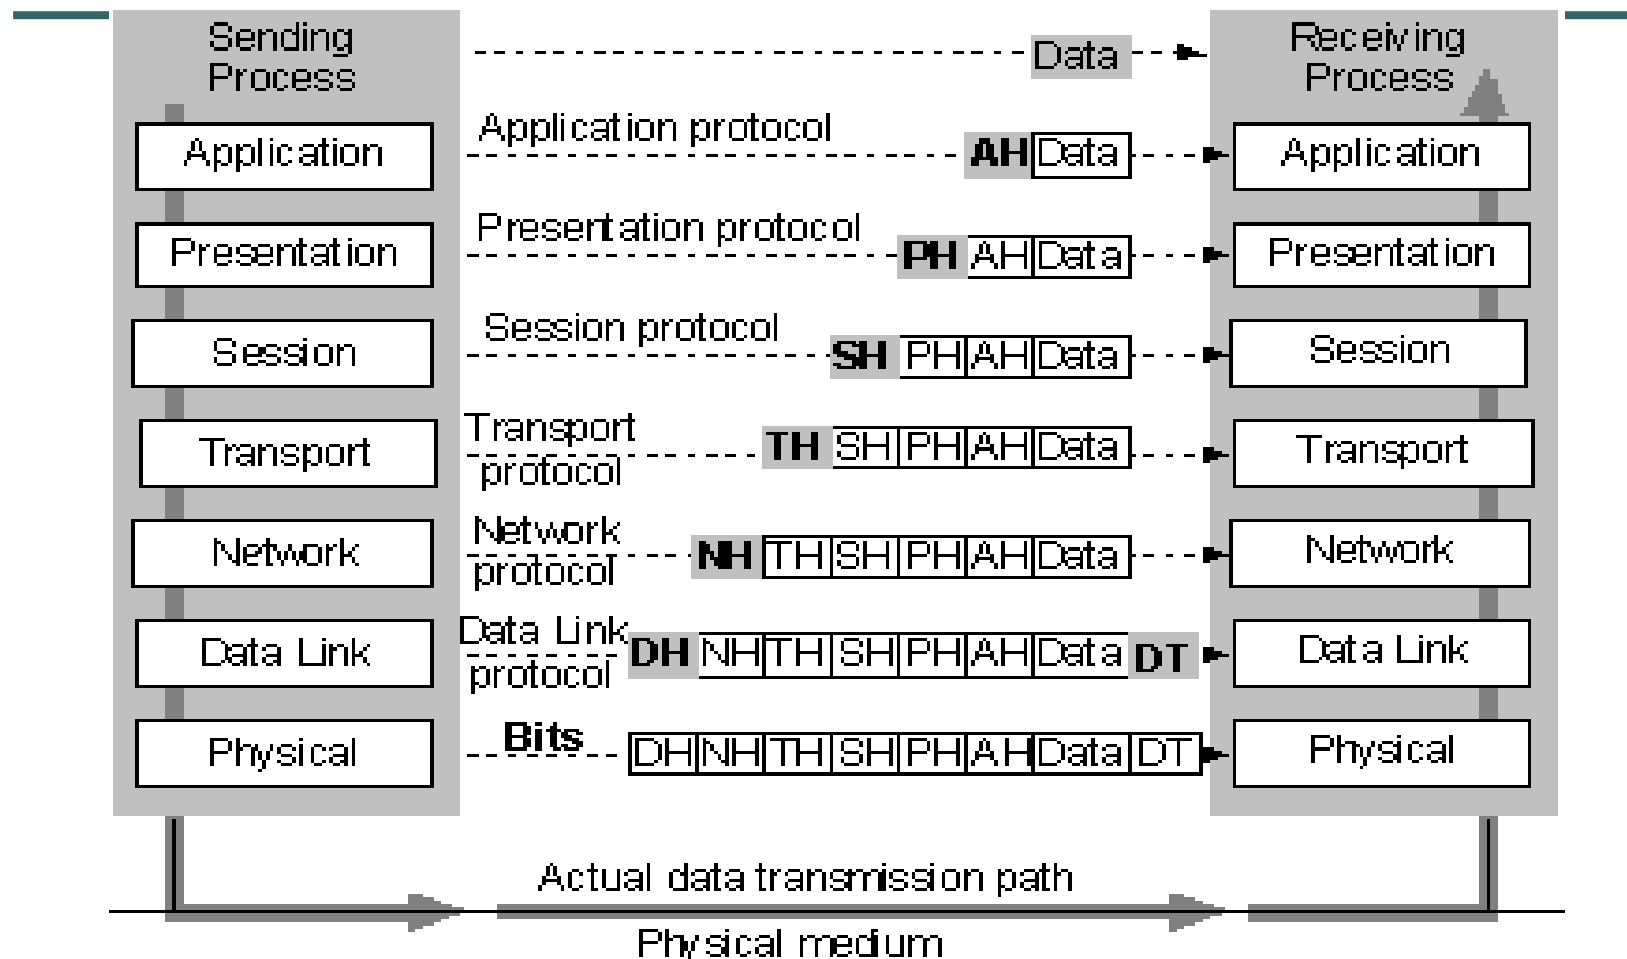 Sending
Process
Data
Receiving
Process
Application
Application protocol
AH Data
Application
Presentation
Presentation protocol
PH AH Data
Presentation
Session
Session protocol
SH PH AH Data
Session
Transport
Transport
protocol
TH SH PH AH Data
Transport
Network
Network
protocol
NH TH SH PH AH Data
Network
Data Link
Data Link
protocol
DH NH TH SH PH AH Data DT
Data Link
Physical
Bits
DH NH TH SH PH AH Data DT
Physical
Actual data transmission path
Physical medium